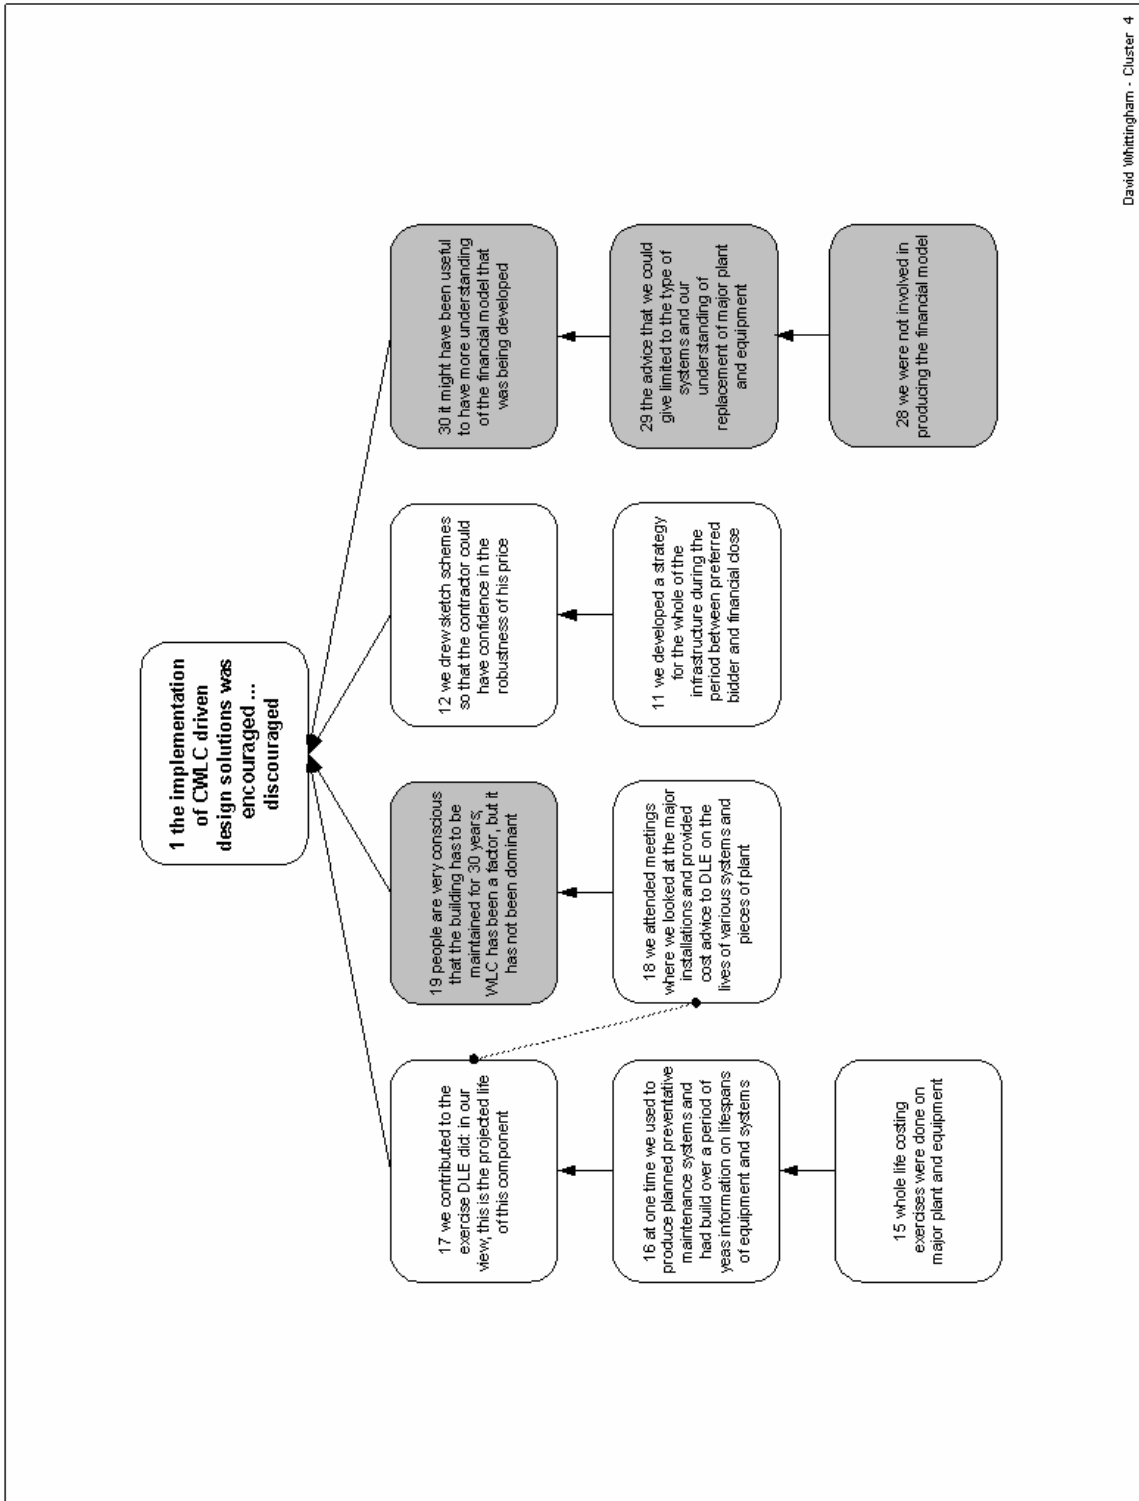 1 the implementation
of CWLC driven
design solutions was
encouraged ...
discouraged
17 we contributed to the
exercise DLE did: in our
view, this is the projected life
of this component
19 people are very conscious
that the building has to be
maintained for 30 years;
WLC has been a factor, but it
has not been dominant
12 we drew sketch schemes
so that the contractor could
have confidence in the
robustness of his price
30 it might have been useful
to have more understanding
of the financial model that
was being developed
16 at one time we used to
produce planned preventative
maintenance systems and
had build over a period of
yeas information on lifespans
of equipment and systems
18 we attended meetings
where we looked at the major
installations and provided
cost advice to DLE on the
lives of various systems and
pieces of plant
11 we developed a strategy
for the whole of the
infrastructure during the
period between preferred
bidder and financial close
29 the advice that we could
give limited to the type of
systems and our
understanding of
replacement of major plant
and equipment
15 whole life costing
exercises were done on
major plant and equipment
28 we were not involved in
producing the financial model
David Whittingham - Cluster 4